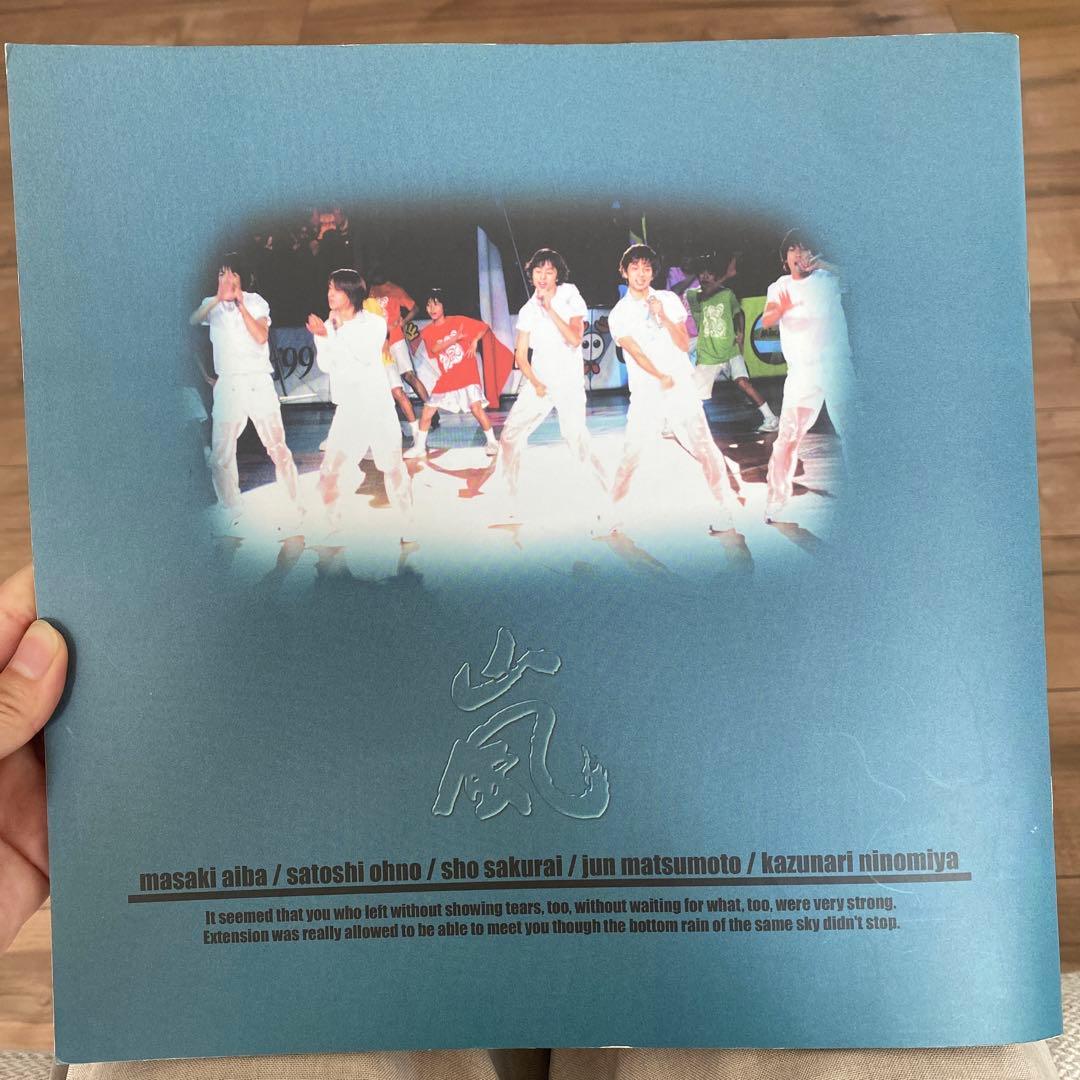 99
嵐
masaki aiba / satoshi ohno / sho sakurai / jun matsumoto / kazunari ninomiya
It seemed that you who left without showing tears, too, without waiting for what, too, were very strong.
Extension was really allowed to be able to meet you though the bottom rain of the same sky didn't stop.